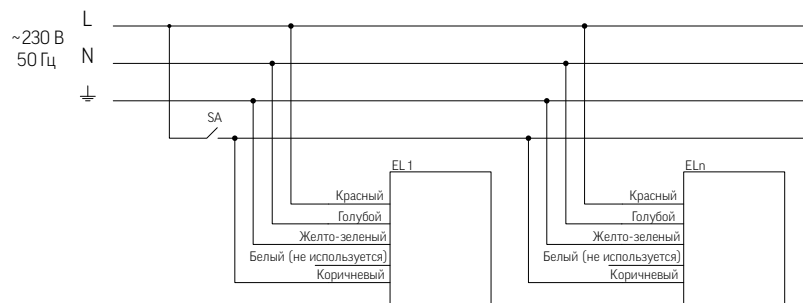 L
~230 В
50 Гц
N
SA
EL 1
ELn
Красный
Красный
Голубой
Голубой
Желто-зеленый
Желто-зеленый
Белый (не используется)
Белый (не используется)
Коричневый
Коричневый